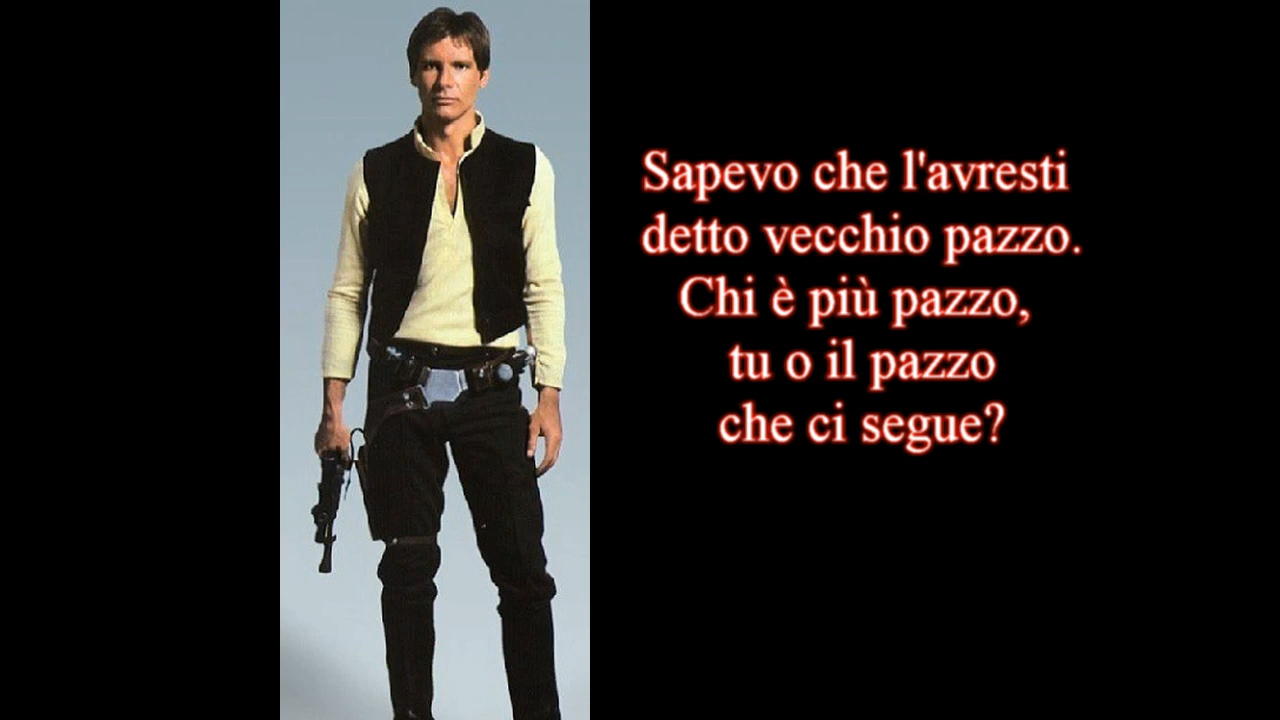 Sapevo che l'avresti
detto vecchio pazzo.
Chi è più pazzo,
tu o il pazzo
che ci segue?